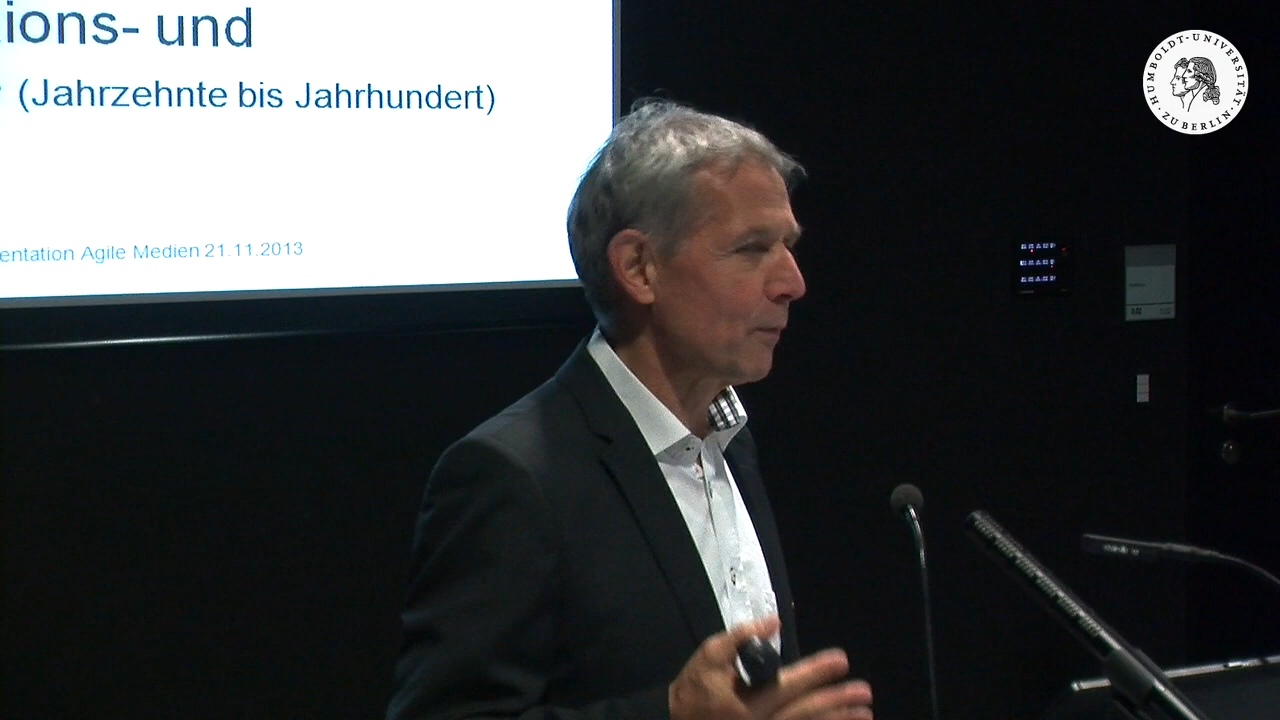 ions- und
(Jahrzehnte bis Jahrhundert)
entation Agile Medien 21.11.2013
· HUMBOLDT-UNIVERSITÄT · ZU BERLIN